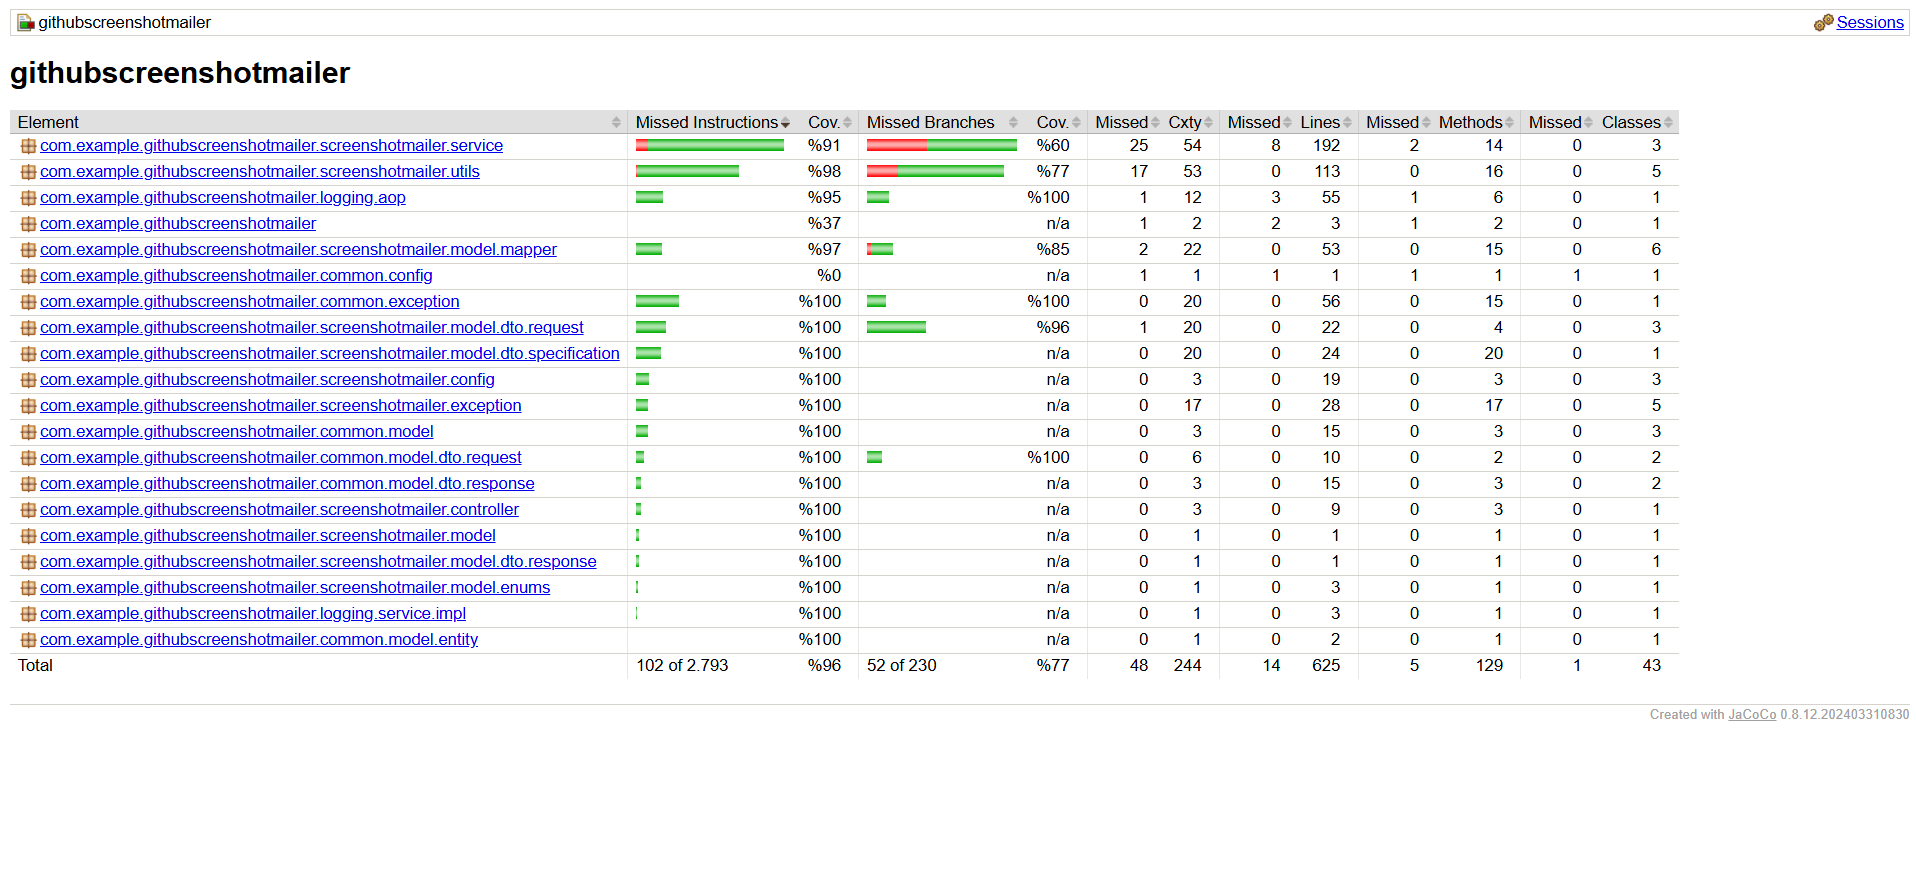 githubscreenshotmailer Sessions
githubscreenshotmailer
Element Missed Instructions Cov. Missed Branches Cov. Missed Cxty Missed Lines Missed Methods Missed Classes
com.example.githubscreenshotmailer.screenshotmailer.service %91 %60 25 54 8 192 2 14 0 3
com.example.githubscreenshotmailer.screenshotmailer.utils %98 %77 17 53 0 113 0 16 0 5
com.example.githubscreenshotmailer.logging.aop %95 %100 1 12 3 55 1 6 0 1
com.example.githubscreenshotmailer %37 n/a 1 2 2 3 1 2 0 1
com.example.githubscreenshotmailer.screenshotmailer.model.mapper %97 %85 2 22 0 53 0 15 0 6
com.example.githubscreenshotmailer.common.config %0 n/a 1 1 1 1 1 1 1 1
com.example.githubscreenshotmailer.common.exception %100 %100 0 20 0 56 0 15 0 1
com.example.githubscreenshotmailer.screenshotmailer.model.dto.request %100 %96 1 20 0 22 0 4 0 3
com.example.githubscreenshotmailer.screenshotmailer.model.dto.specification %100 n/a 0 20 0 24 0 20 0 1
com.example.githubscreenshotmailer.screenshotmailer.config %100 n/a 0 3 0 19 0 3 0 3
com.example.githubscreenshotmailer.screenshotmailer.exception %100 n/a 0 17 0 28 0 17 0 5
com.example.githubscreenshotmailer.common.model %100 n/a 0 3 0 15 0 3 0 3
com.example.githubscreenshotmailer.common.model.dto.request %100 %100 0 6 0 10 0 2 0 2
com.example.githubscreenshotmailer.common.model.dto.response %100 n/a 0 3 0 15 0 3 0 2
com.example.githubscreenshotmailer.screenshotmailer.controller %100 n/a 0 3 0 9 0 3 0 1
com.example.githubscreenshotmailer.screenshotmailer.model %100 n/a 0 1 0 1 0 1 0 1
com.example.githubscreenshotmailer.screenshotmailer.model.dto.response %100 n/a 0 1 0 1 0 1 0 1
com.example.githubscreenshotmailer.screenshotmailer.model.enums %100 n/a 0 1 0 3 0 1 0 1
com.example.githubscreenshotmailer.logging.service.impl %100 n/a 0 1 0 3 0 1 0 1
com.example.githubscreenshotmailer.common.model.entity %100 n/a 0 1 0 2 0 1 0 1
Total 102 of 2.793 %96 52 of 230 %77 48 244 14 625 5 129 1 43
Created with JaCoCo 0.8.12.202403310830